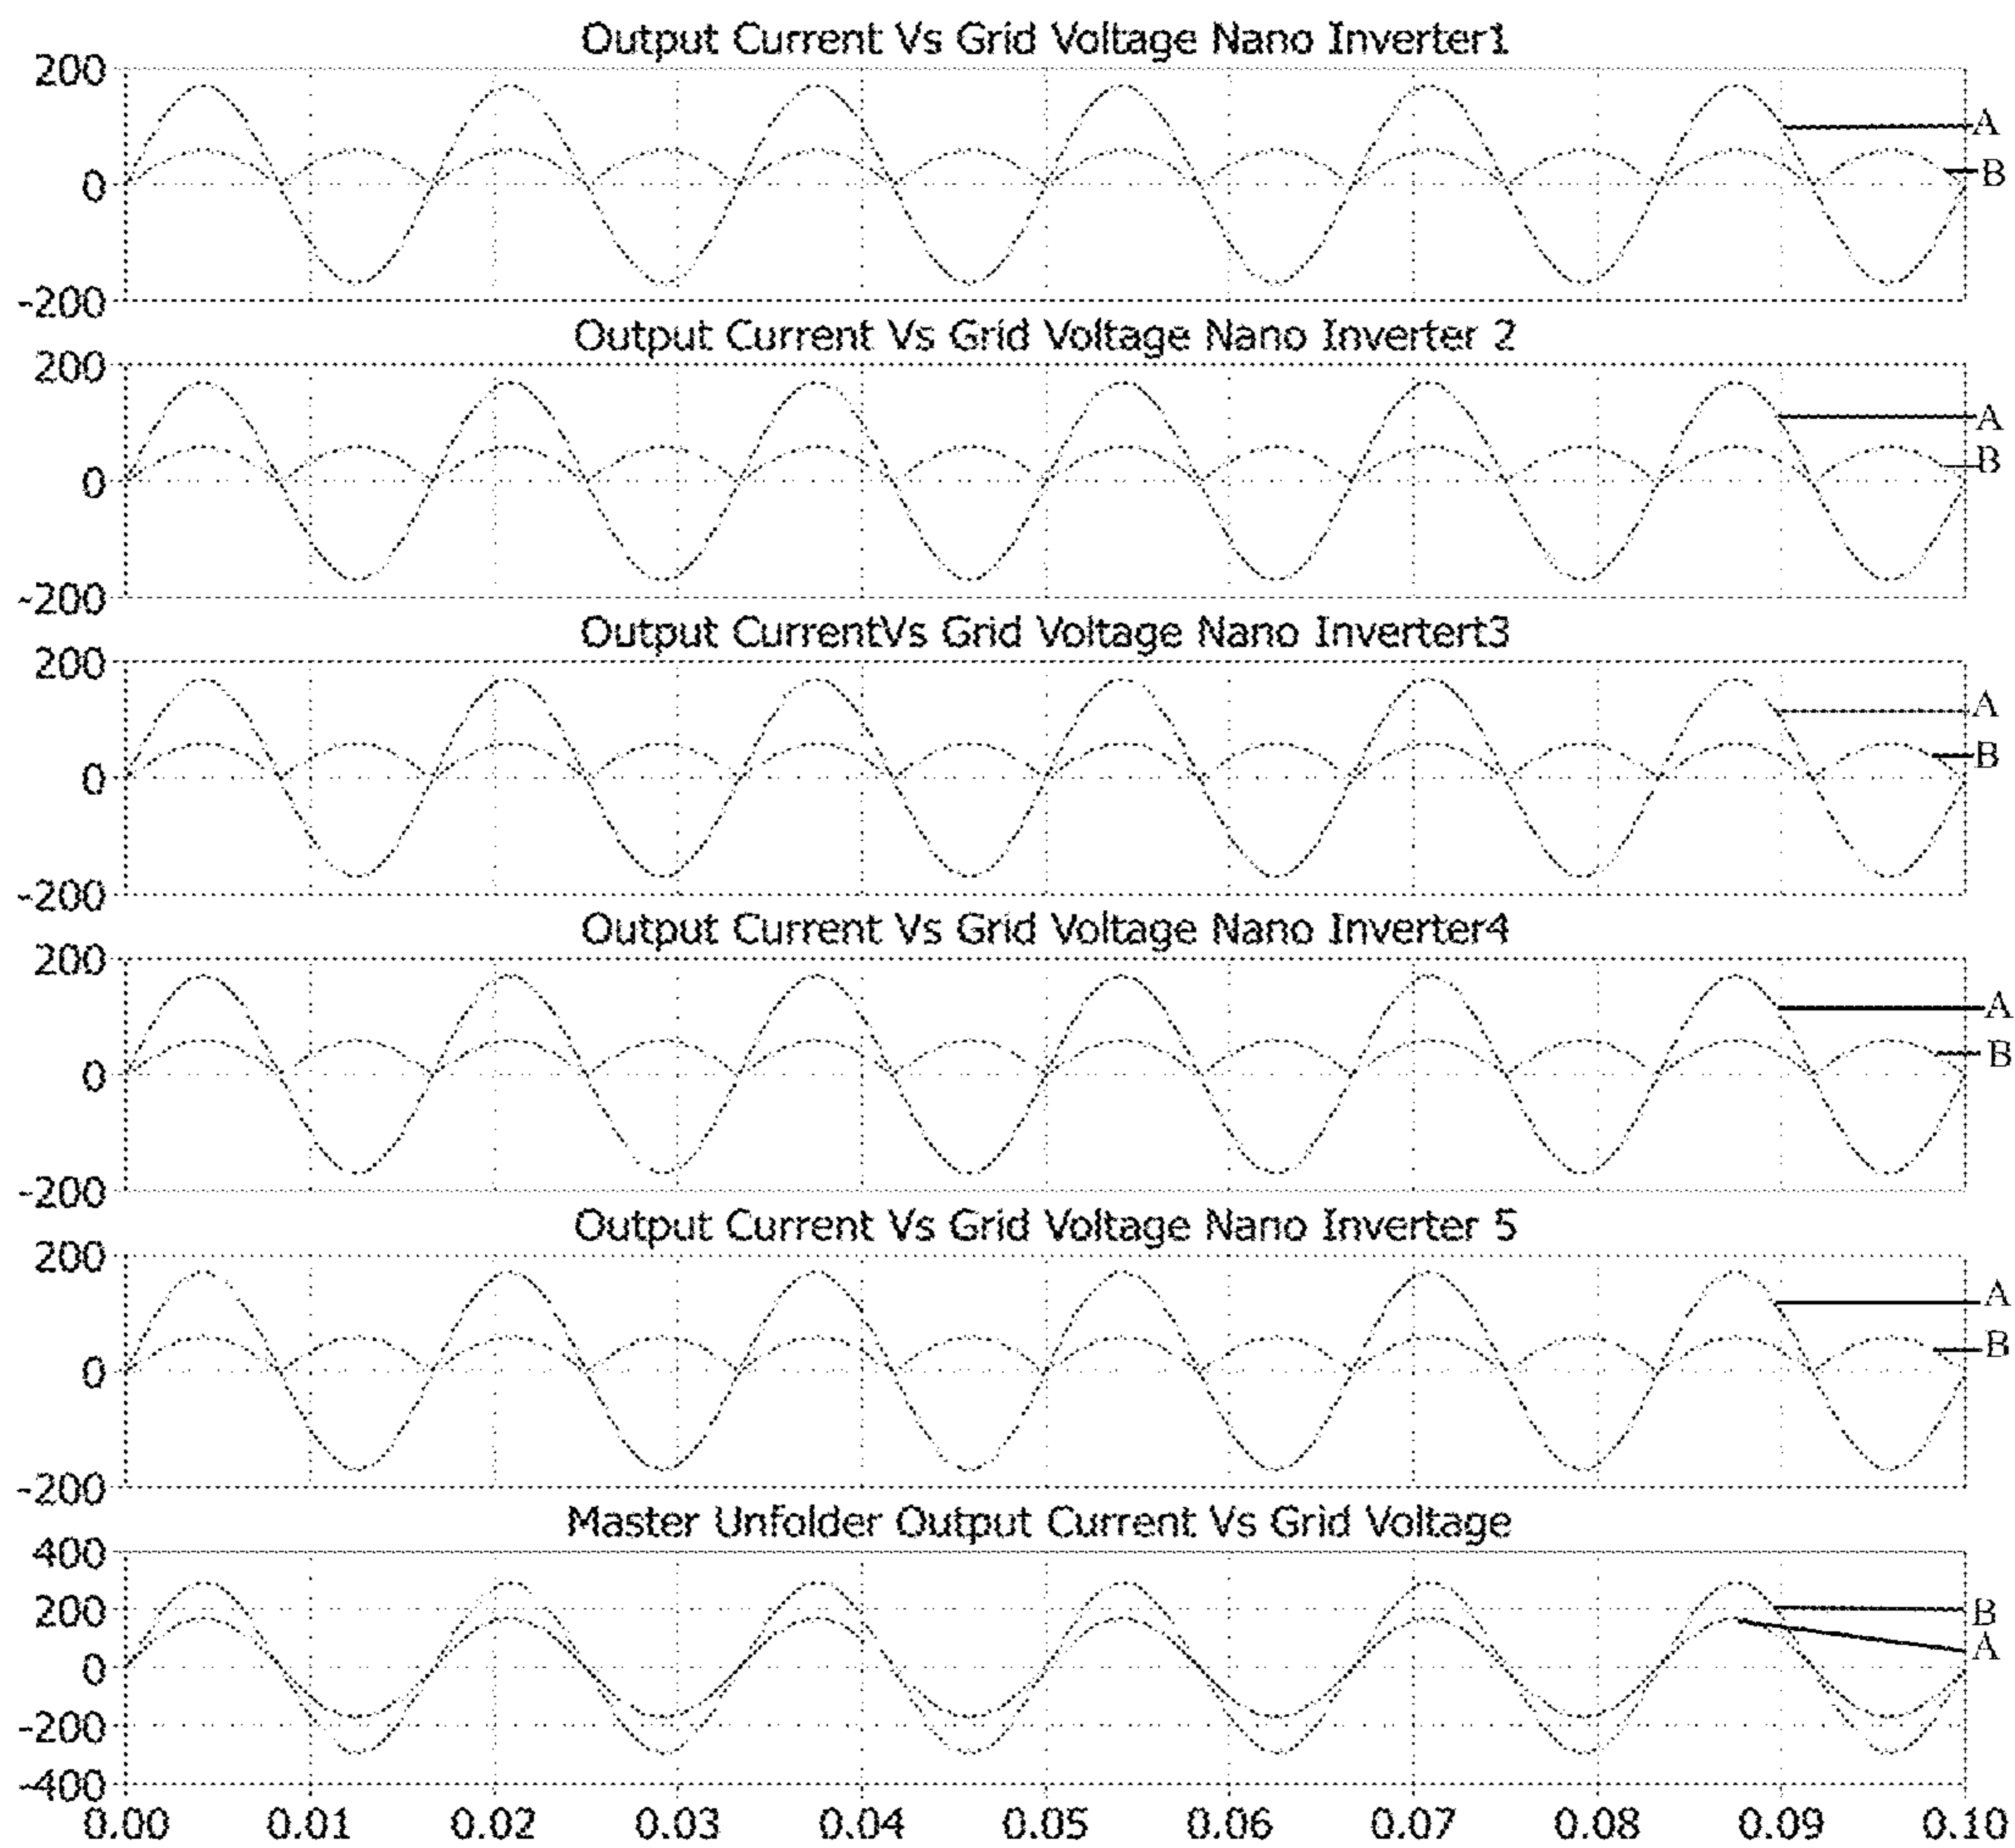 Output Current Vs Grid Voltage Nano Inverter1
200
A
0
B
-200
Output Current Vs Grid Voltage Nano Inverter 2
200
A
B
0
-200
Output CurrentVs Grid Voltage Nano Invertert3
200
A
B
0
-200
Output Current Vs Grid Voltage Nano Inverter4
200
A
B
0
-200
Output Current Vs Grid Voltage Nano Inverter 5
200
A
B
0
-200
Master Unfolder Output Current Vs Grid Voltage
400
200
B
A
0
-200
-400
0.00 0.01 0.02 0.03 0.04 0.05 0.06 0.07 0.08 0.09 0.10